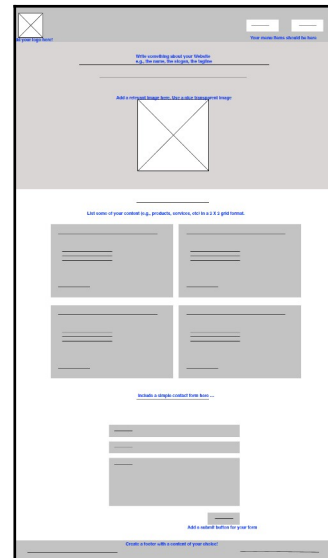 ad your logo here!
Your menu items should be here
Write something about your Website
e.g., the name, the slogan, the tagline
Add a relevant image here. Use a nice transparent image
List some of your content (e.g., products, services, etc) in a 2 X 2 grid format.
Include a simple contact form here ...
Add a submit button for your form
Create a footer with a content of your choice!